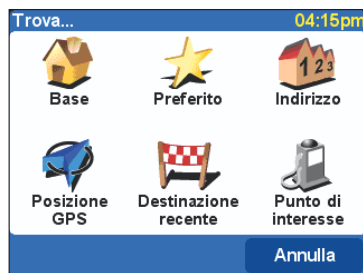 Trova... 04:15pm
Base Preferito Indirizzo
123
Posizione GPS
Destinazione recente
Punto di interesse
Annulla